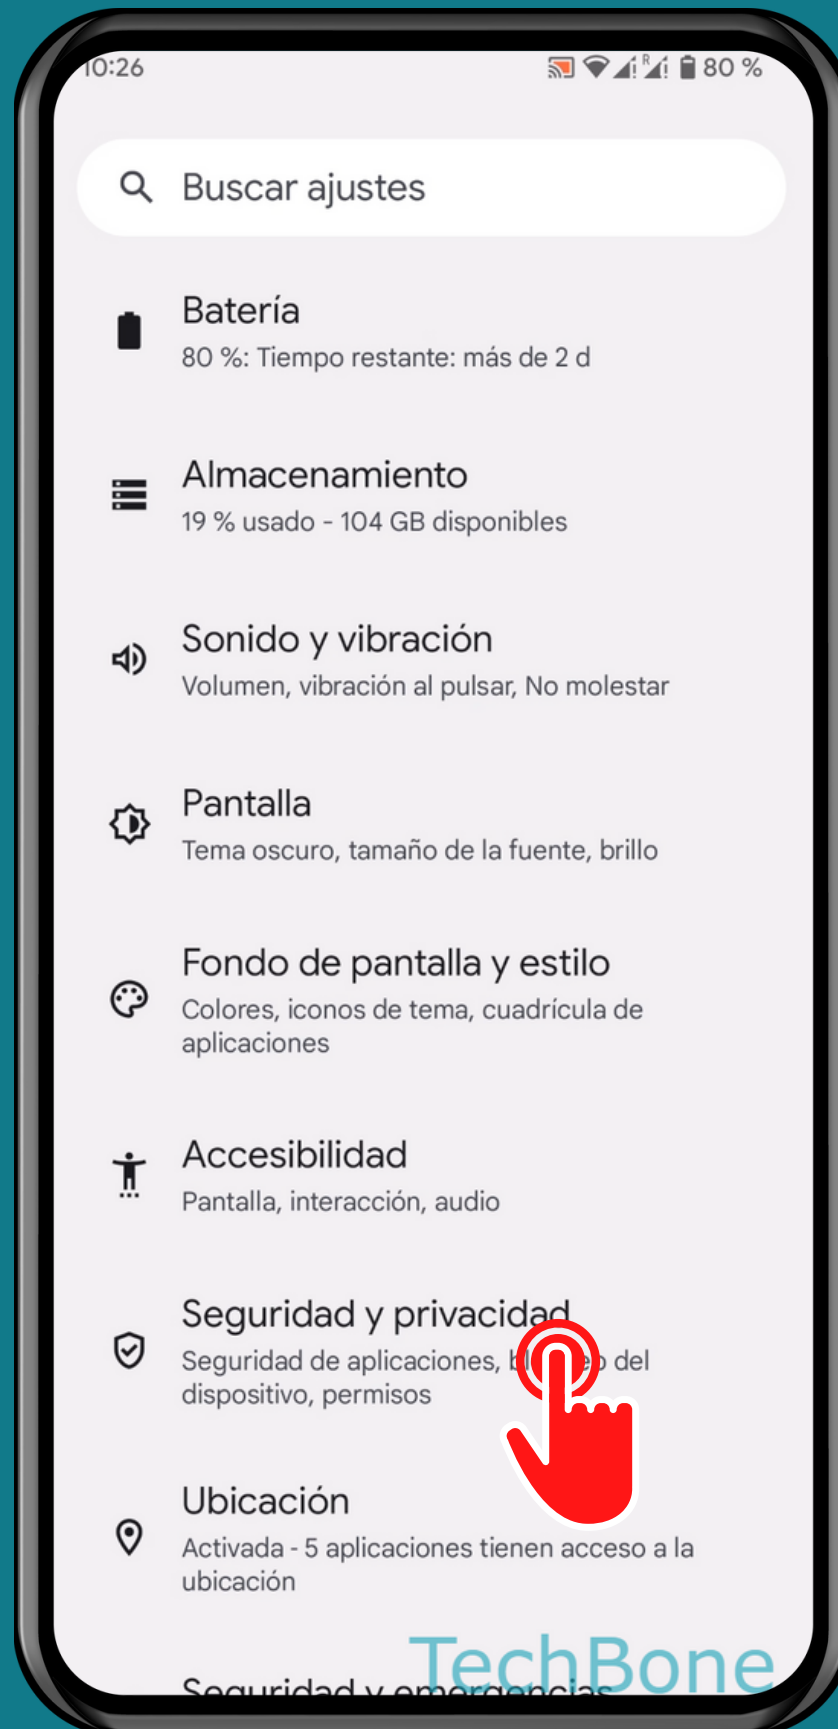 10:26 R 80 %
Buscar ajustes
Batería
80 %: Tiempo restante: más de 2 d
Almacenamiento
19 % usado - 104 GB disponibles
Sonido y vibración
Volumen, vibración al pulsar, No molestar
Pantalla
Tema oscuro, tamaño de la fuente, brillo
Fondo de pantalla y estilo
Colores, iconos de tema, cuadrícula de
aplicaciones
Accesibilidad
Pantalla, interacción, audio
Seguridad y privacidad
Seguridad de aplicaciones, bloqueo del
dispositivo, permisos
Ubicación
Activada - 5 aplicaciones tienen acceso a la
ubicación
TechBone
Seguridad y emergencias